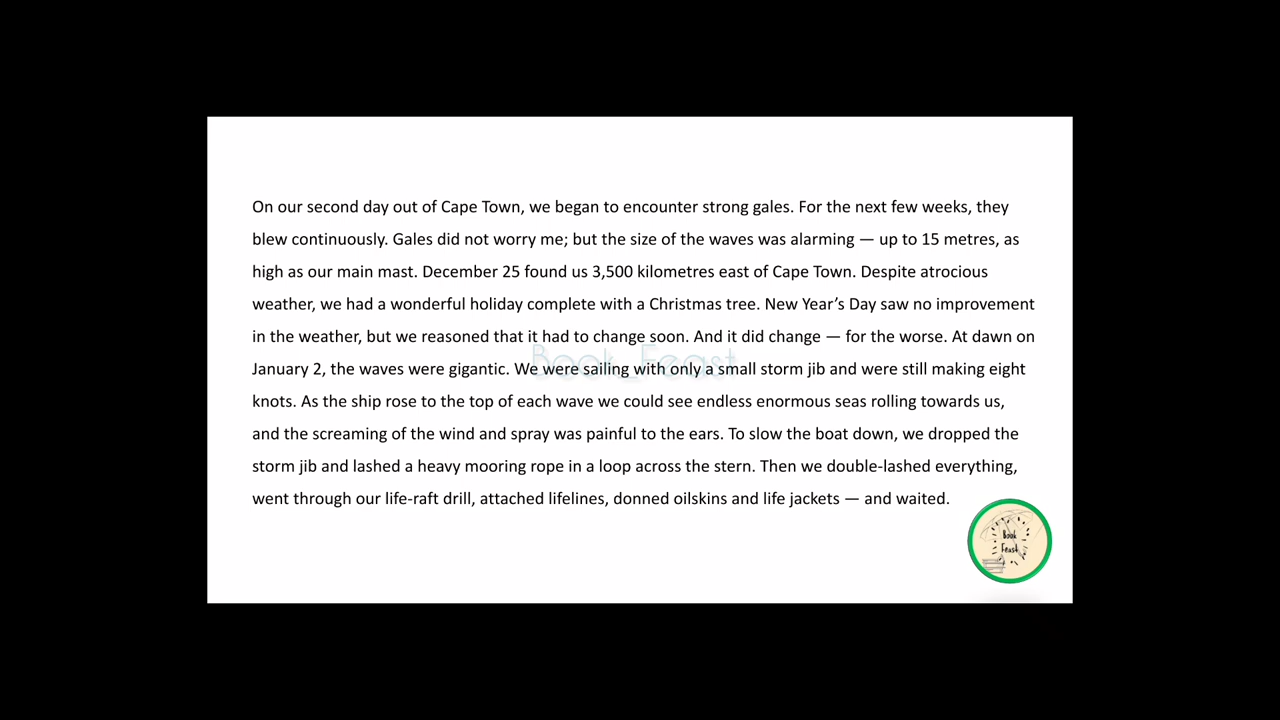 On our second day out of Cape Town, we began to encounter strong gales. For the next few weeks, they
blew continuously. Gales did not worry me; but the size of the waves was alarming — up to 15 metres, as
high as our main mast. December 25 found us 3,500 kilometres east of Cape Town. Despite atrocious
weather, we had a wonderful holiday complete with a Christmas tree. New Year’s Day saw no improvement
in the weather, but we reasoned that it had to change soon. And it did change — for the worse. At dawn on
Book_Feast
January 2, the waves were gigantic. We were sailing with only a small storm jib and were still making eight
knots. As the ship rose to the top of each wave we could see endless enormous seas rolling towards us,
and the screaming of the wind and spray was painful to the ears. To slow the boat down, we dropped the
storm jib and lashed a heavy mooring rope in a loop across the stern. Then we double-lashed everything,
went through our life-raft drill, attached lifelines, donned oilskins and life jackets — and waited.
Book
Feast